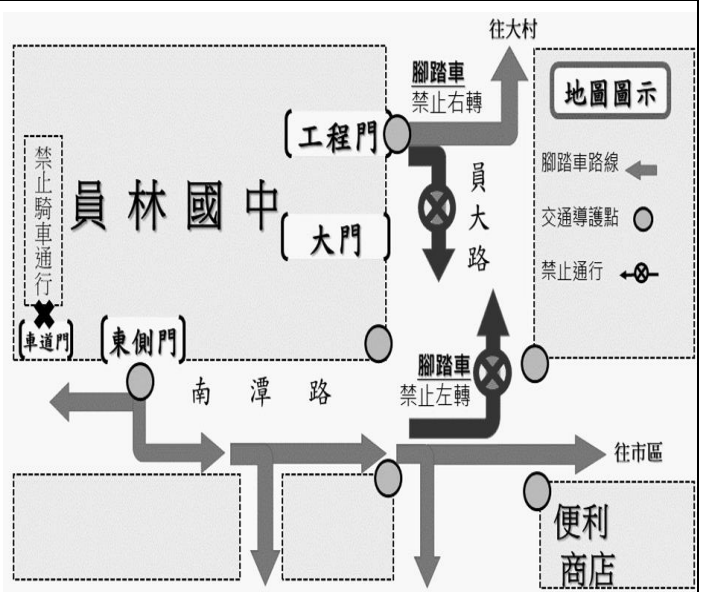 往大村
腳踏車
禁止右轉
地圖圖示
工程門
腳踏車路線
禁止騎車通行
員林國中
員大路
交通導護點
大門
禁止通行
車道門
東側門
腳踏車
禁止左轉
南潭路
往市區
便利
商店